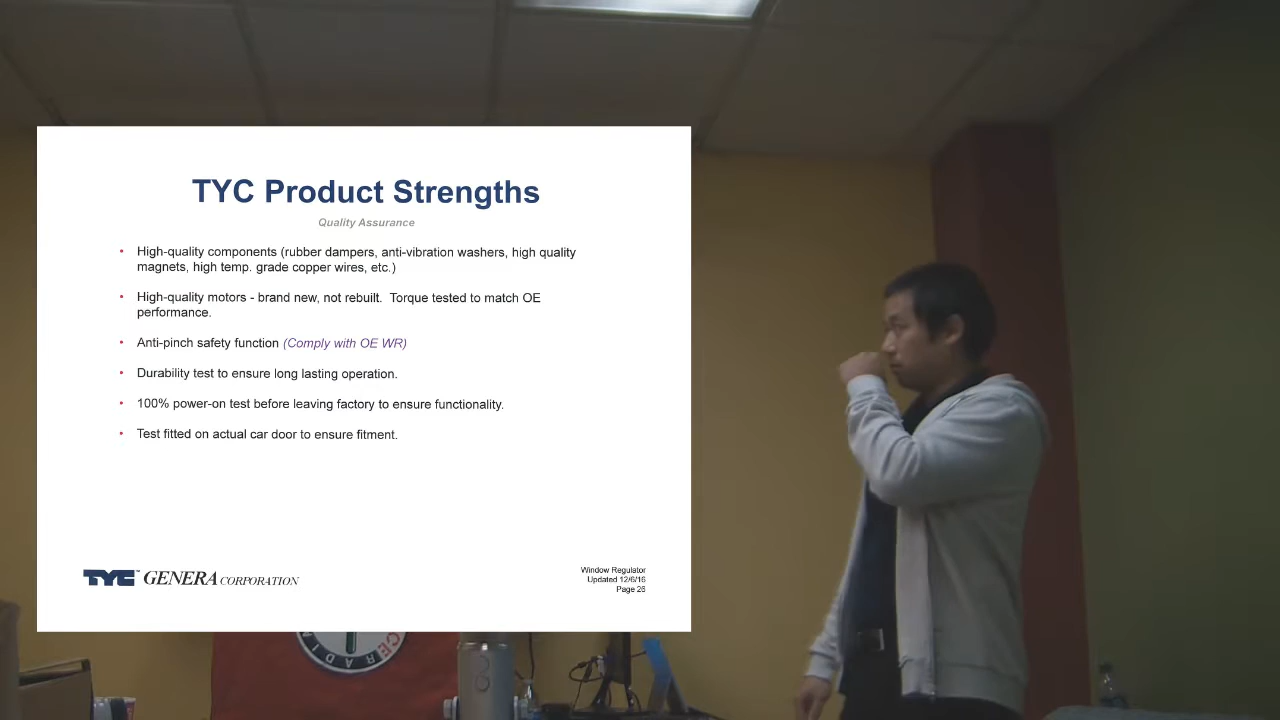 TYC Product Strengths
Quality Assurance
• High-quality components (rubber dampers, anti-vibration washers, high quality
magnets, high temp. grade copper wires, etc.)
• High-quality motors - brand new, not rebuilt. Torque tested to match OE
performance.
• Anti-pinch safety function (Comply with OE WR)
• Durability test to ensure long lasting operation.
• 100% power-on test before leaving factory to ensure functionality.
• Test fitted on actual car door to ensure fitment.
TYC™ GENERA CORPORATION
Window Regulator
Updated 12/6/16
Page 26